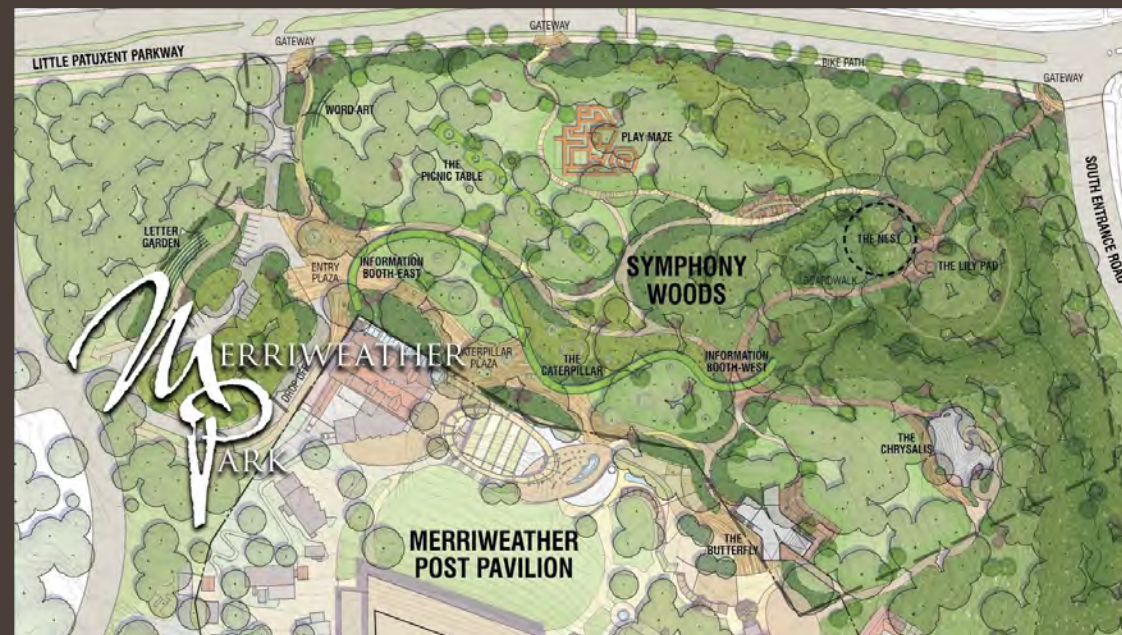 GATEWAY
GATEWAY
LITTLE PATUXENT PARKWAY
BIKE PATH
GATEWAY
WORD ART
PLAY MAZE
THE
PICNIC TABLE
SOUTH ENTRANCE ROAD
LETTER
GARDEN
THE NEST
ENTRY
PLAZA
INFORMATION
BOOTH-EAST
SYMPHONY
WOODS
THE LILY PAD
BOARDWALK
MERRIWEATHER
PARK
CATERPILLAR
PLAZA
THE
CATERPILLAR
INFORMATION
BOOTH-WEST
DROP OFF
THE
CHRYSALIS
MERRIWEATHER
POST PAVILION
THE
BUTTERFLY